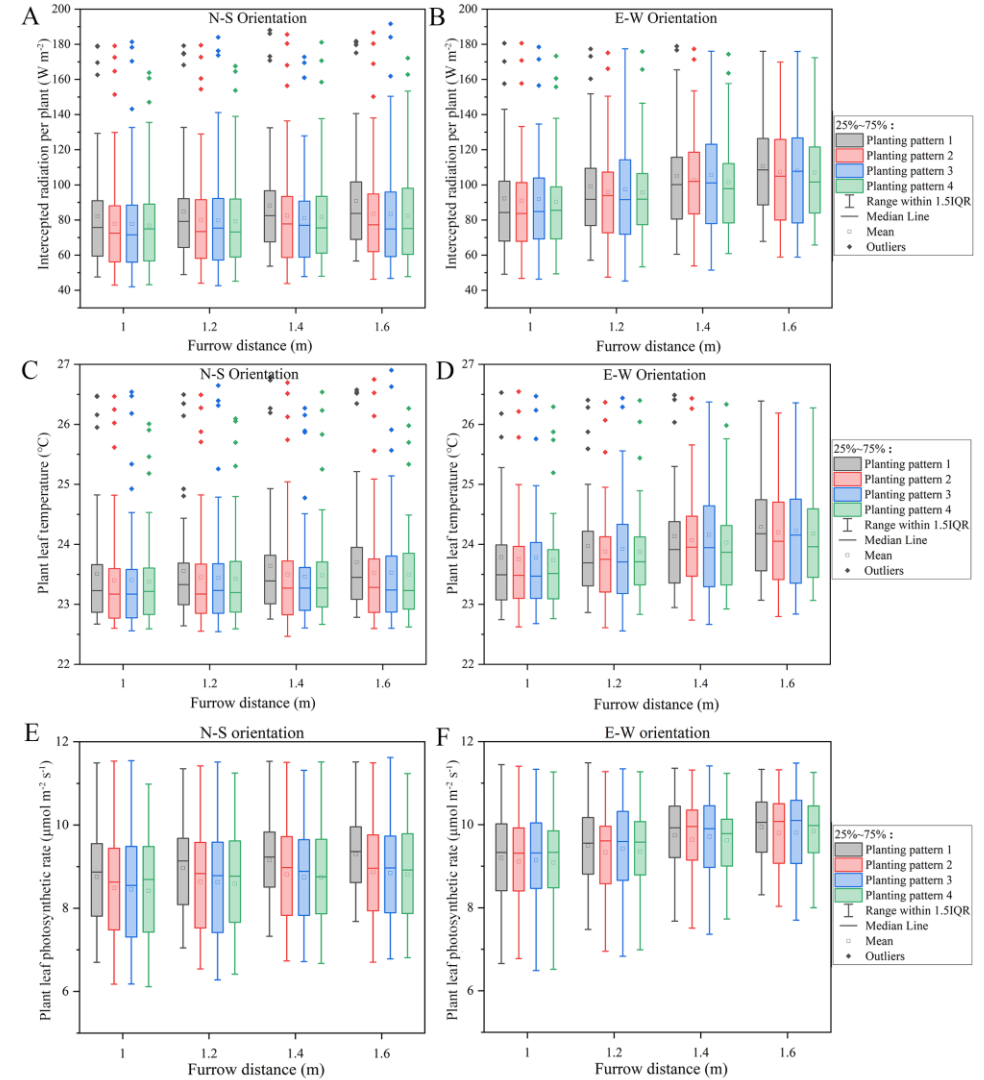 A
N-S Orientation
Intercepted radiation per plant (W m⁻²)
200
180
160
140
120
100
80
60
40
1
1.2
1.4
1.6
Furrow distance (m)
B
E-W Orientation
Intercepted radiation per plant (W m⁻²)
200
180
160
140
120
100
80
60
40
1
1.2
1.4
1.6
Furrow distance (m)
25%~75% :
Planting pattern 1
Planting pattern 2
Planting pattern 3
Planting pattern 4
Range within 1.5IQR
Median Line
Mean
Outliers
C
N-S Orientation
Plant leaf temperature (℃)
27
26
25
24
23
22
1
1.2
1.4
1.6
Furrow distance (m)
D
E-W Orientation
Plant leaf temperature (℃)
27
26
25
24
23
22
1
1.2
1.4
1.6
Furrow distance (m)
25%~75% :
Planting pattern 1
Planting pattern 2
Planting pattern 3
Planting pattern 4
Range within 1.5IQR
Median Line
Mean
Outliers
E
N-S orientation
Plant leaf photosynthetic rate (μmol m⁻² s⁻¹)
12
10
8
6
1
1.2
1.4
1.6
Furrow distance (m)
F
E-W orientation
Plant leaf photosynthetic rate (μmol m⁻² s⁻¹)
12
11
10
9
8
7
6
5
1
1.2
1.4
1.6
Furrow distance (m)
25%~75% :
Planting pattern 1
Planting pattern 2
Planting pattern 3
Planting pattern 4
Range within 1.5IQR
Median Line
Mean
Outliers